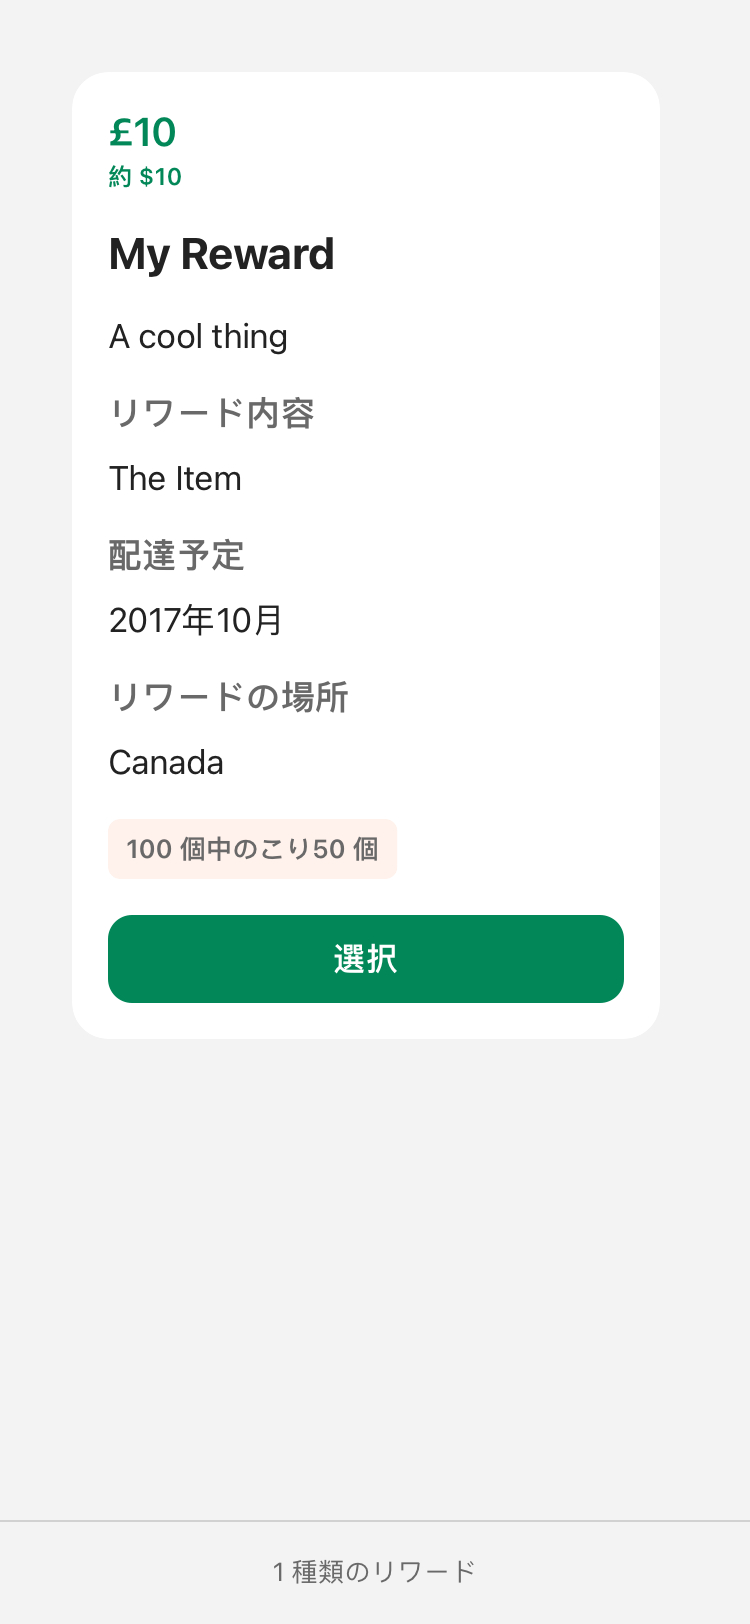 £10
約 $10
My Reward
A cool thing
リワード内容
The Item
配達予定
2017年10月
リワードの場所
Canada
100 個中のこり50 個
選択
1 種類のリワード